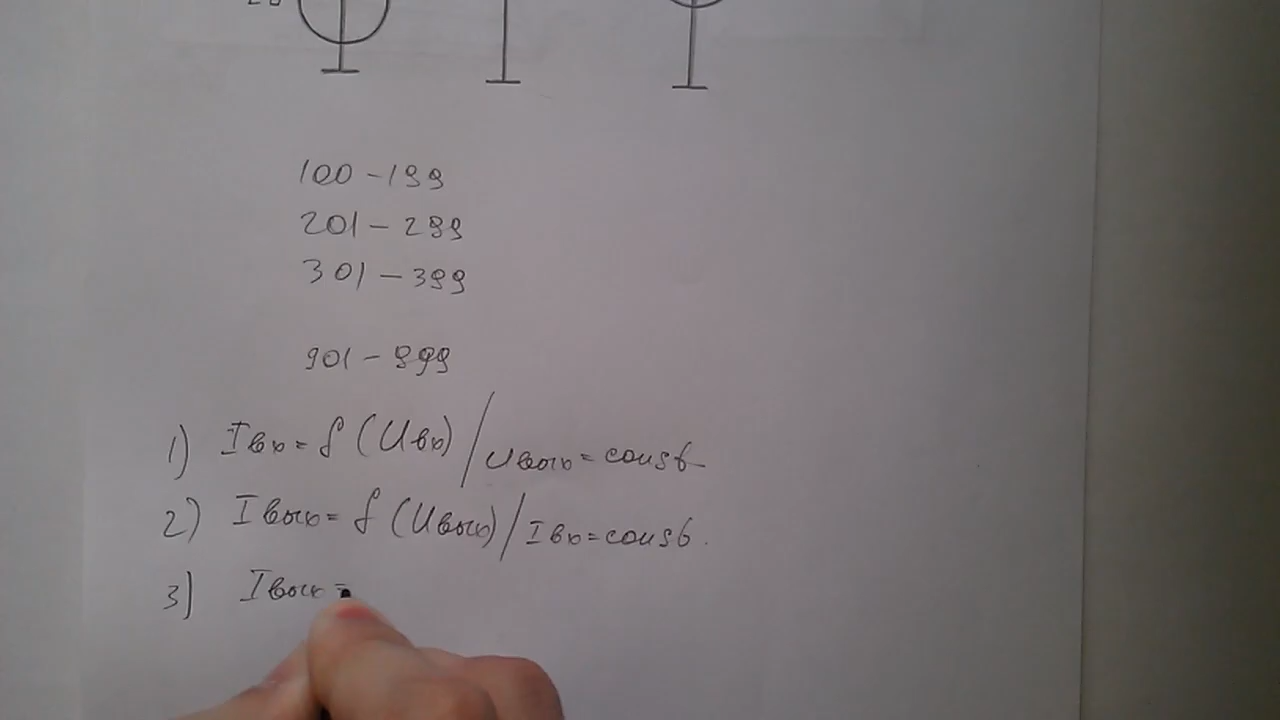 100 - 199
201 - 299
301 - 399
901 - 999
1) Iвх = f (Uвх) / Uвых = const
2) Iвых = f (Uвых) / Iвх = const.
3) Iвых =